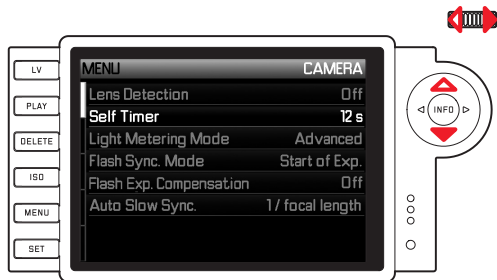 LV
PLAY
DELETE
ISO
MENU
SET
MENU CAMERA
Lens Detection Off
Self Timer 12 s
Light Metering Mode Advanced
Flash Sync. Mode Start of Exp.
Flash Exp. Compensation Off
Auto Slow Sync. 1/ focal length
INFO